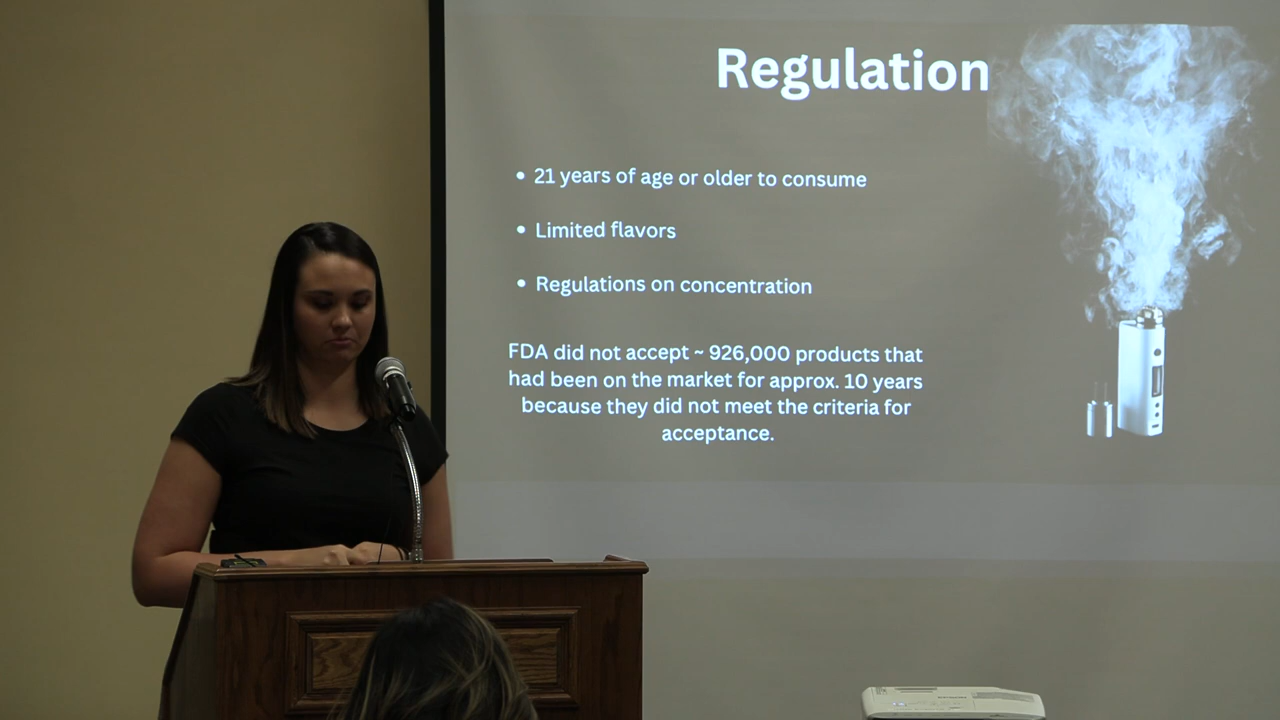 Regulation
• 21 years of age or older to consume
• Limited flavors
• Regulations on concentration
FDA did not accept ~ 926,000 products that
had been on the market for approx. 10 years
because they did not meet the criteria for
acceptance.